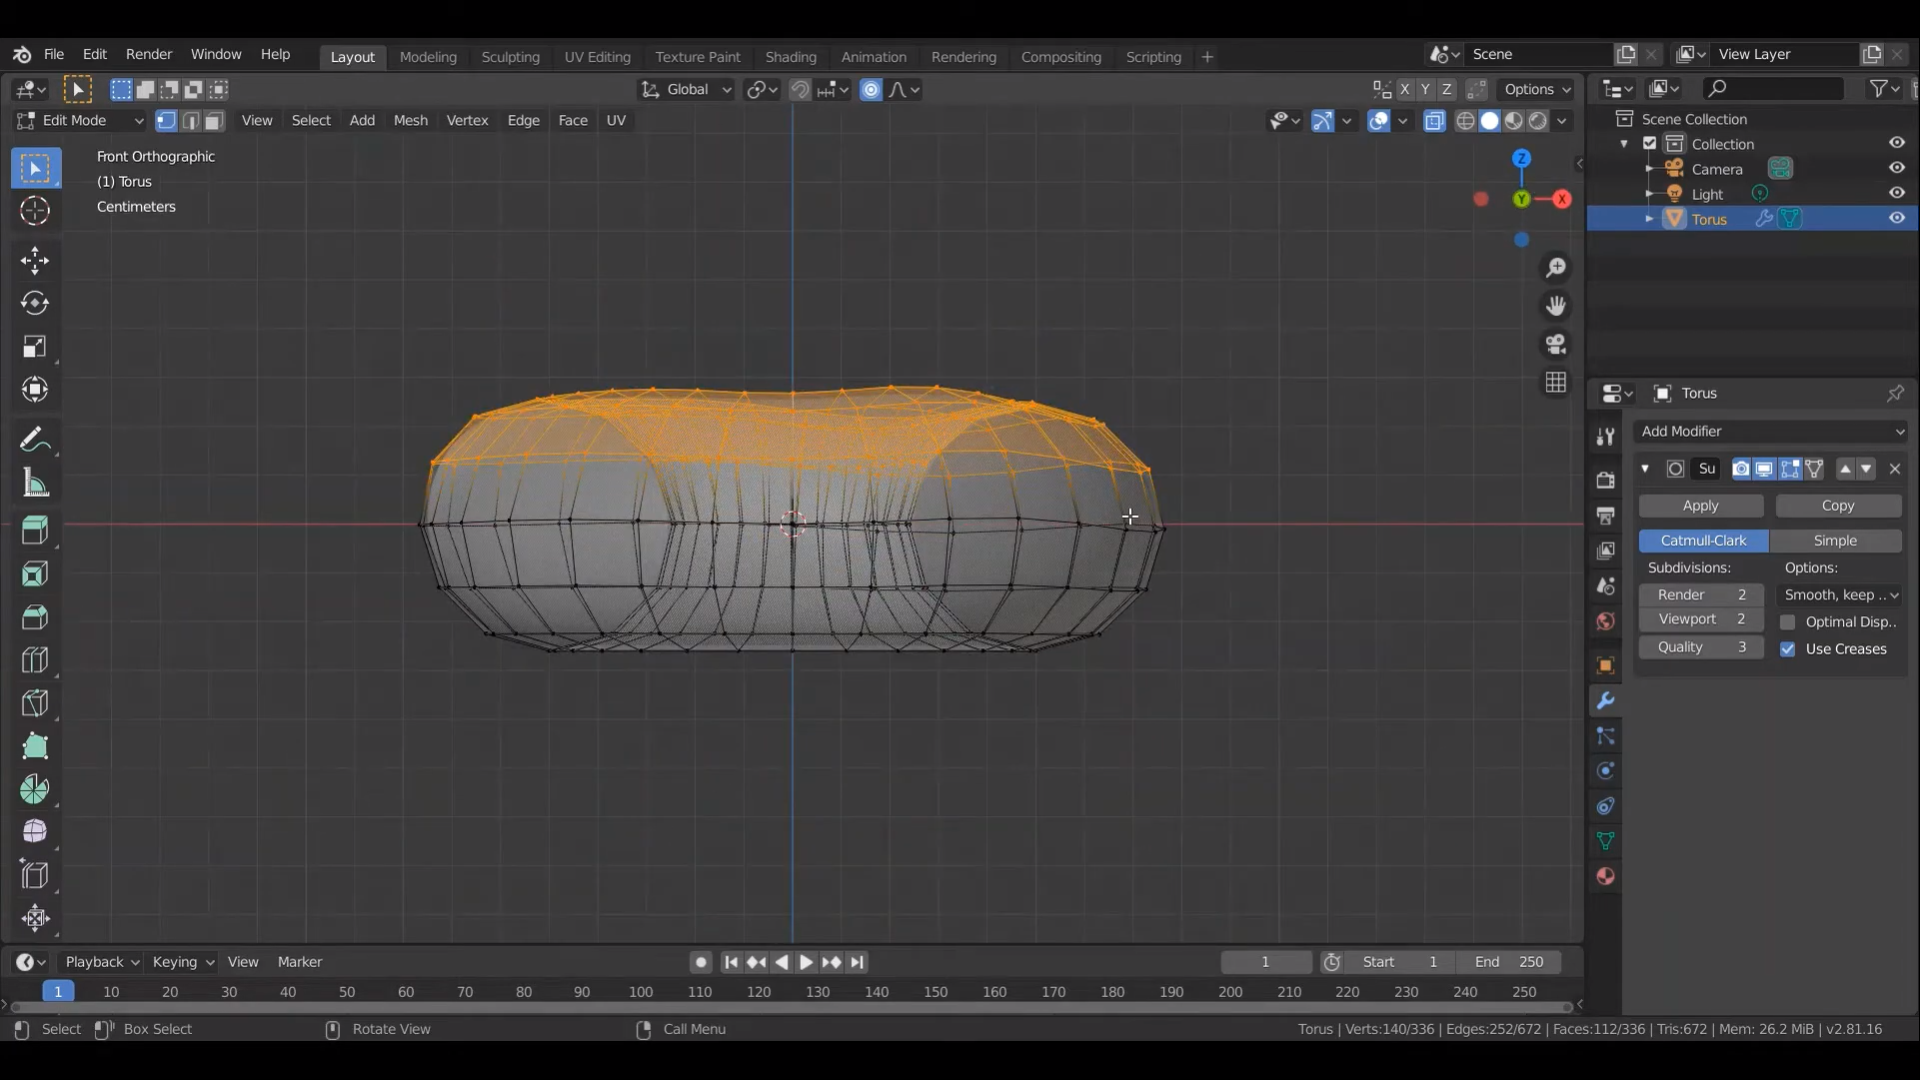 File Edit Render Window Help Layout Modeling Sculpting UV Editing Texture Paint Shading Animation Rendering Compositing Scripting + Scene View Layer
Global X Y Z Options
Edit Mode View Select Add Mesh Vertex Edge Face UV
Front Orthographic
(1) Torus
Centimeters
Z
Y
X
Scene Collection
Collection
Camera
Light
Torus
Torus
Add Modifier
Su
Apply Copy
Catmull-Clark Simple
Subdivisions: Options:
Render 2 Smooth, keep ..
Viewport 2 Optimal Disp..
Quality 3 Use Creases
Playback Keying View Marker 1 Start 1 End 250
1 10 20 30 40 50 60 70 80 90 100 110 120 130 140 150 160 170 180 190 200 210 220 230 240 250
Select Box Select Rotate View Call Menu Torus | Verts:140/336 | Edges:252/672 | Faces:112/336 | Tris:672 | Mem: 26.2 MiB | v2.81.16